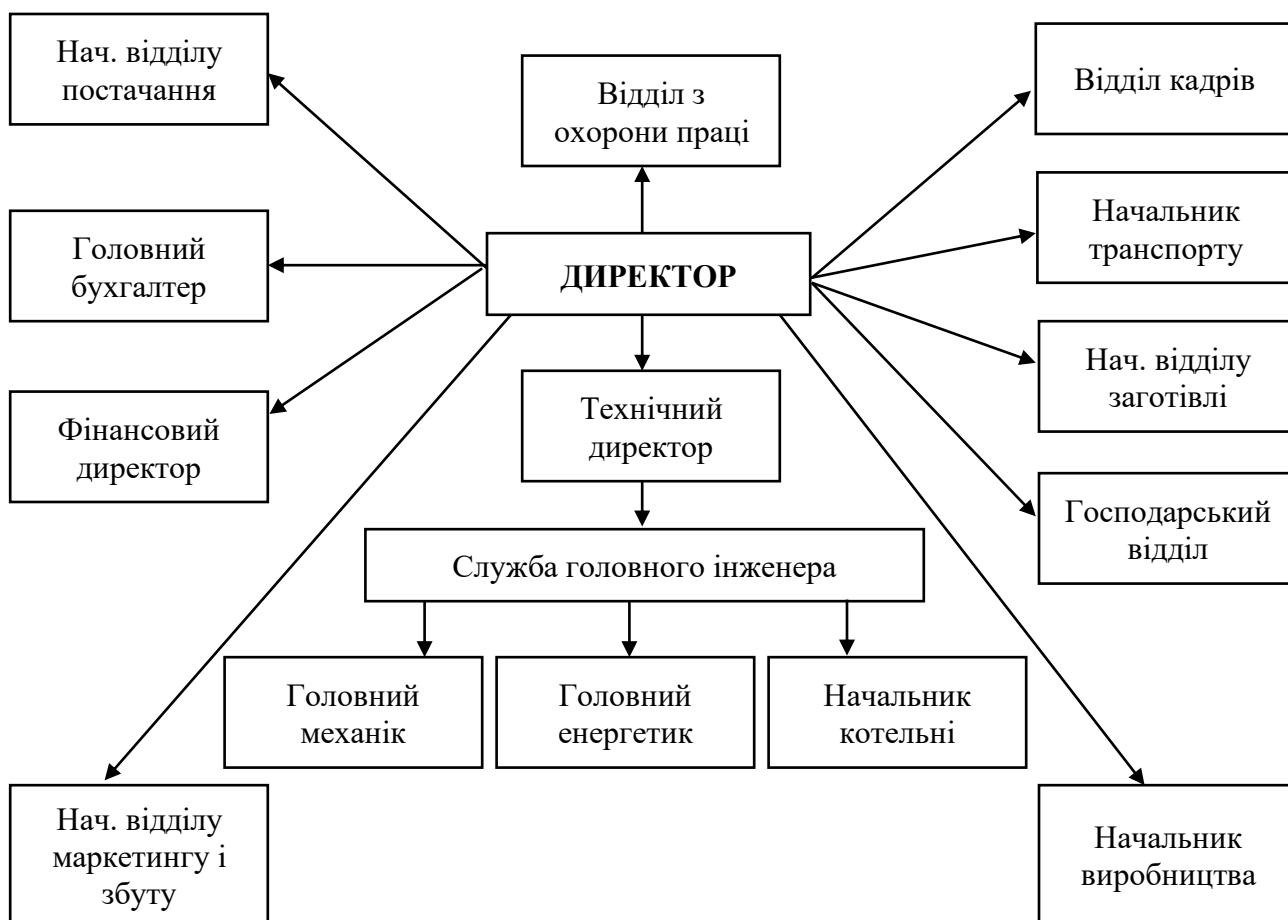 Нач. відділу
постачання
Відділ з
охорони праці
Відділ кадрів
Головний
бухгалтер
ДИРЕКТОР
Начальник
транспорту
Фінансовий
директор
Технічний
директор
Нач. відділу
заготівлі
Господарський
відділ
Служба головного інженера
Головний
механік
Головний
енергетик
Начальник
котельні
Нач. відділу
маркетингу і
збуту
Начальник
виробництва